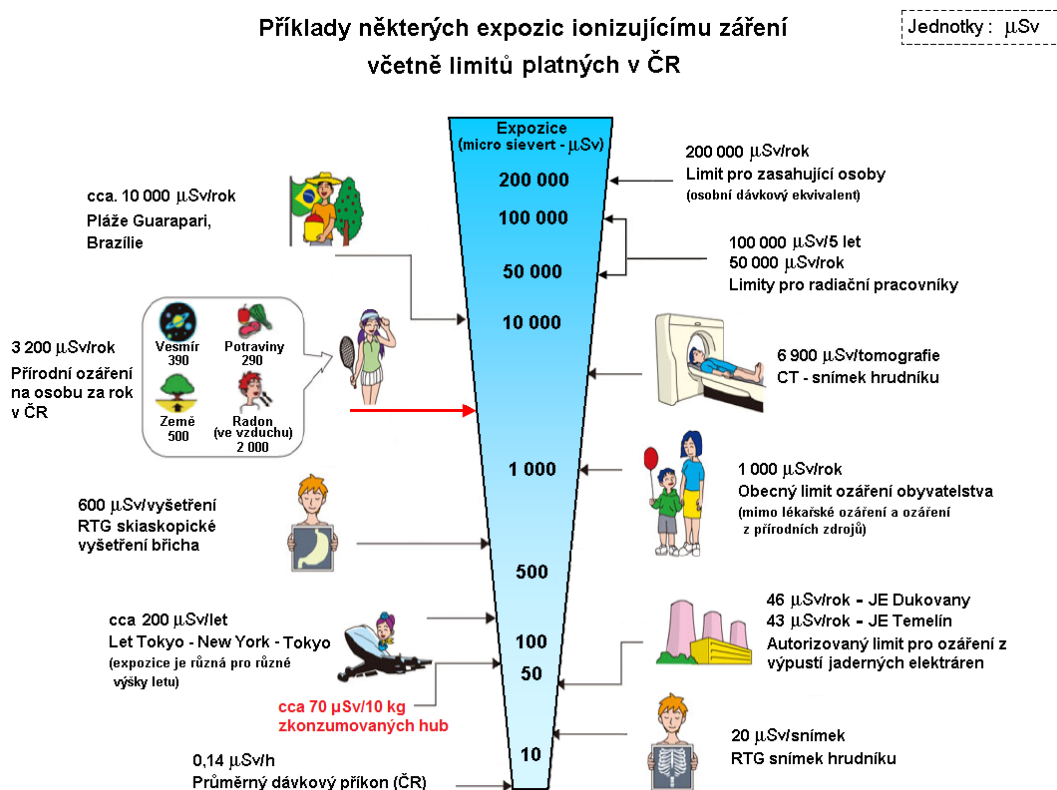 Příklady některých expozic ionizujícímu záření
včetně limitů platných v ČR
Jednotky : μSv
Expozice
(micro sievert - μSv)
200 000
100 000
50 000
10 000
1 000
500
100
50
10
cca. 10 000 μSv/rok
Pláže Guarapari,
Brazílie
3 200 μSv/rok
Přírodní ozáření
na osobu za rok
v ČR
Vesmír
390
Potraviny
290
Země
500
Radon
(ve vzduchu)
2 000
600 μSv/vyšetření
RTG skiaskopické
vyšetření břicha
cca 200 μSv/let
Let Tokyo - New York - Tokyo
(expozice je různá pro různé
výšky letu)
cca 70 μSv/10 kg
zkonzumovaných hub
0,14 μSv/h
Průměrný dávkový příkon (ČR)
200 000 μSv/rok
Limit pro zasahující osoby
(osobní dávkový ekvivalent)
100 000 μSv/5 let
50 000 μSv/rok
Limity pro radiační pracovníky
6 900 μSv/tomografie
CT - snímek hrudníku
1 000 μSv/rok
Obecný limit ozáření obyvatelstva
(mimo lékařské ozáření a ozáření
z přírodních zdrojů)
46 μSv/rok - JE Dukovany
43 μSv/rok - JE Temelín
Autorizovaný limit pro ozáření z
výpustí jaderných elektráren
20 μSv/snímek
RTG snímek hrudníku